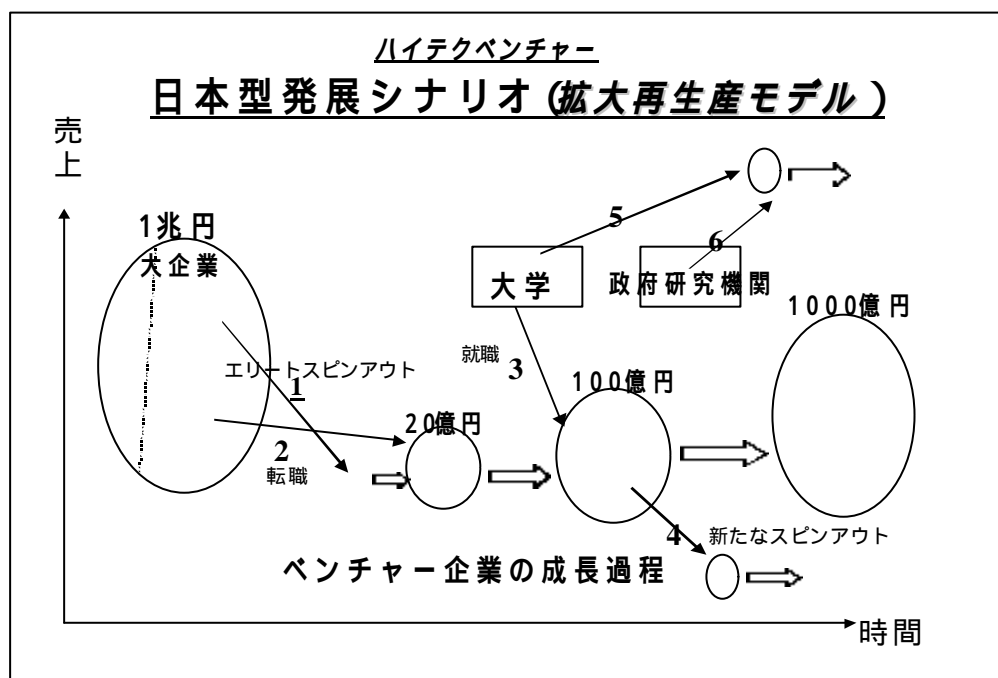 ハイテクベンチャー
日本型発展シナリオ(拡大再生産モデル)
売上
1兆円
大企業
5
6
大学
政府研究機関
1000億円
就職
3
100億円
エリートスピンアウト
1
20億円
2
転職
4
新たなスピンアウト
ベンチャー企業の成長過程
時間